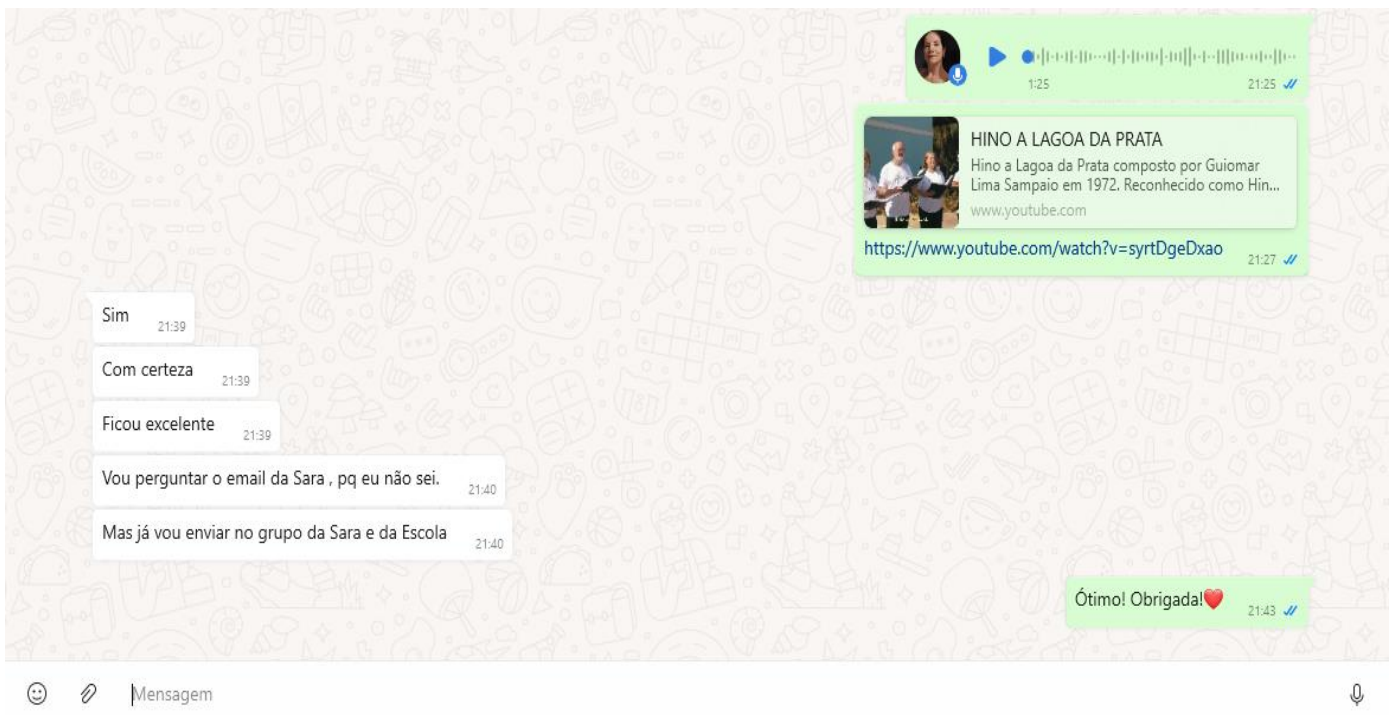 1:25
21:25
HINO A LAGOA DA PRATA
Hino a Lagoa da Prata composto por Guiomar
Lima Sampaio em 1972. Reconhecido como Hin...
www.youtube.com
https://www.youtube.com/watch?v=syrtDgeDxao
21:27
Sim
21:39
Com certeza
21:39
Ficou excelente
21:39
Vou perguntar o email da Sara , pq eu não sei.
21:40
Mas já vou enviar no grupo da Sara e da Escola
21:40
Ótimo! Obrigada!❤️
21:43
Mensagem